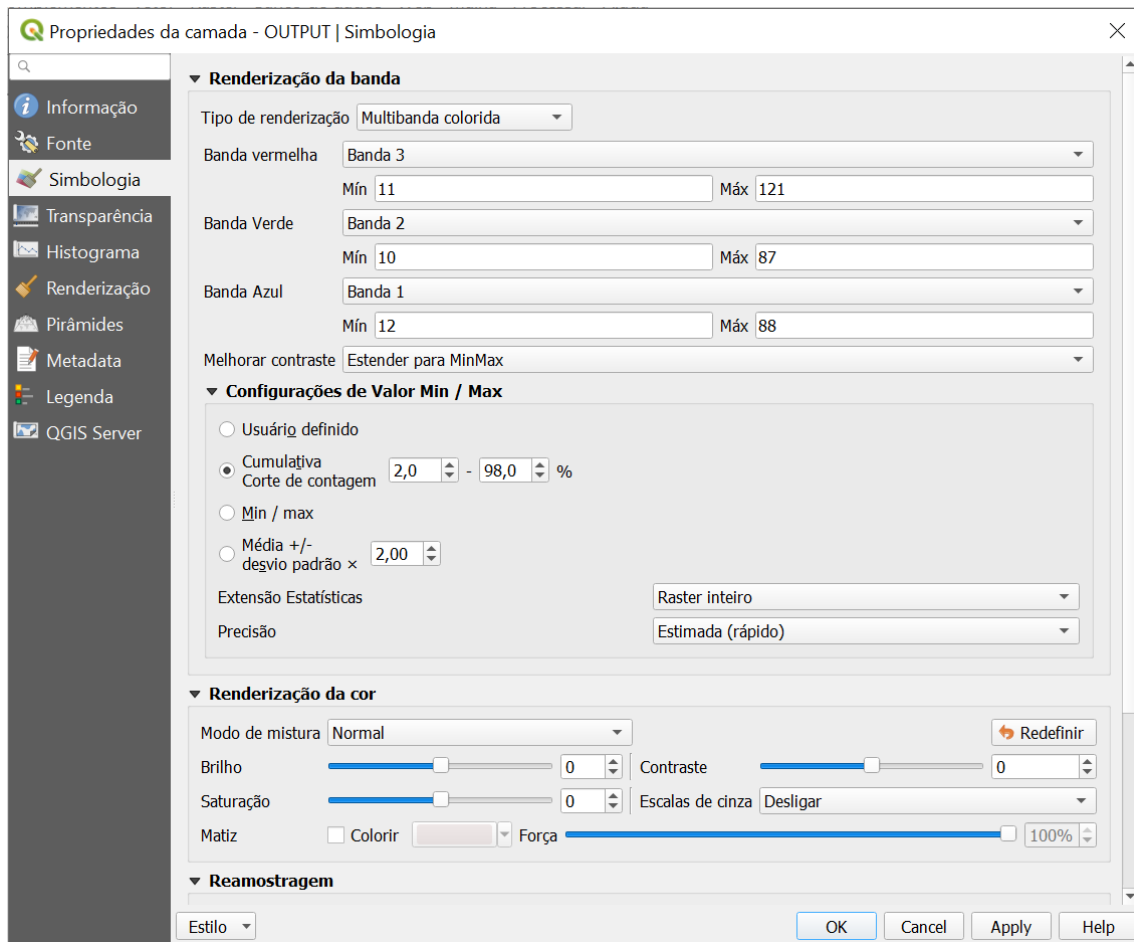 Propriedades da camada - OUTPUT | Simbologia
Informação
Fonte
Simbologia
Transparência
Histograma
Renderização
Pirâmides
Metadata
Legenda
QGIS Server
Renderização da banda
Tipo de renderização Multibanda colorida
Banda vermelha Banda 3
Mín 11 Máx 121
Banda Verde Banda 2
Mín 10 Máx 87
Banda Azul Banda 1
Mín 12 Máx 88
Melhorar contraste Estender para MinMax
Configurações de Valor Min / Max
Usuário definido
Cumulativa
Corte de contagem 2,0 - 98,0 %
Min / max
Média +/-
desvio padrão × 2,00
Extensão Estatísticas Raster inteiro
Precisão Estimada (rápido)
Renderização da cor
Modo de mistura Normal Redefinir
Brilho 0 Contraste 0
Saturação 0 Escalas de cinza Desligar
Matiz Colorir Força 100%
Reamostragem
Estilo OK Cancel Apply Help